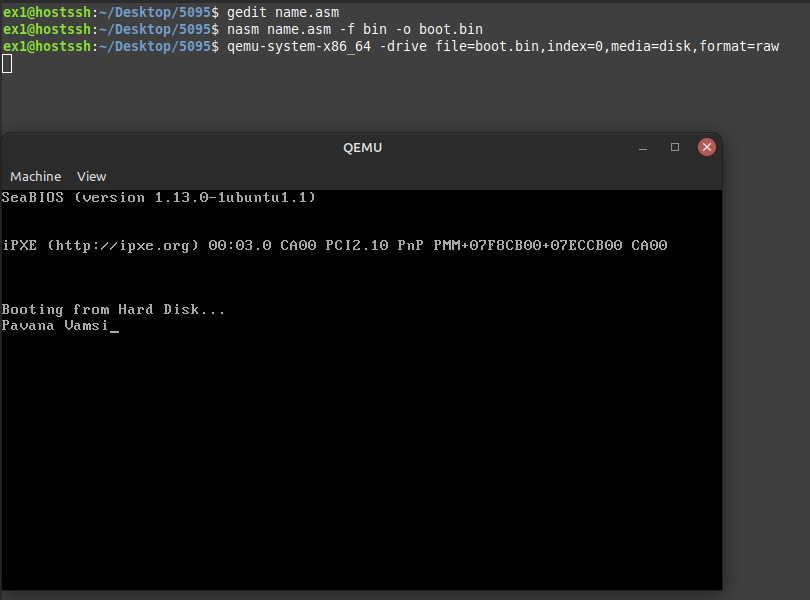 ex1@hostssh:~/Desktop/5095$ gedit name.asm
ex1@hostssh:~/Desktop/5095$ nasm name.asm -f bin -o boot.bin
ex1@hostssh:~/Desktop/5095$ qemu-system-x86_64 -drive file=boot.bin,index=0,media=disk,format=raw
QEMU
Machine View
SeaBIOS (version 1.13.0-1ubuntu1.1)
iPXE (http://ipxe.org) 00:03.0 CA00 PCI2.10 PnP PMM+07F8CB00+07ECCB00 CA00
Booting from Hard Disk...
Pavana Vamsi_